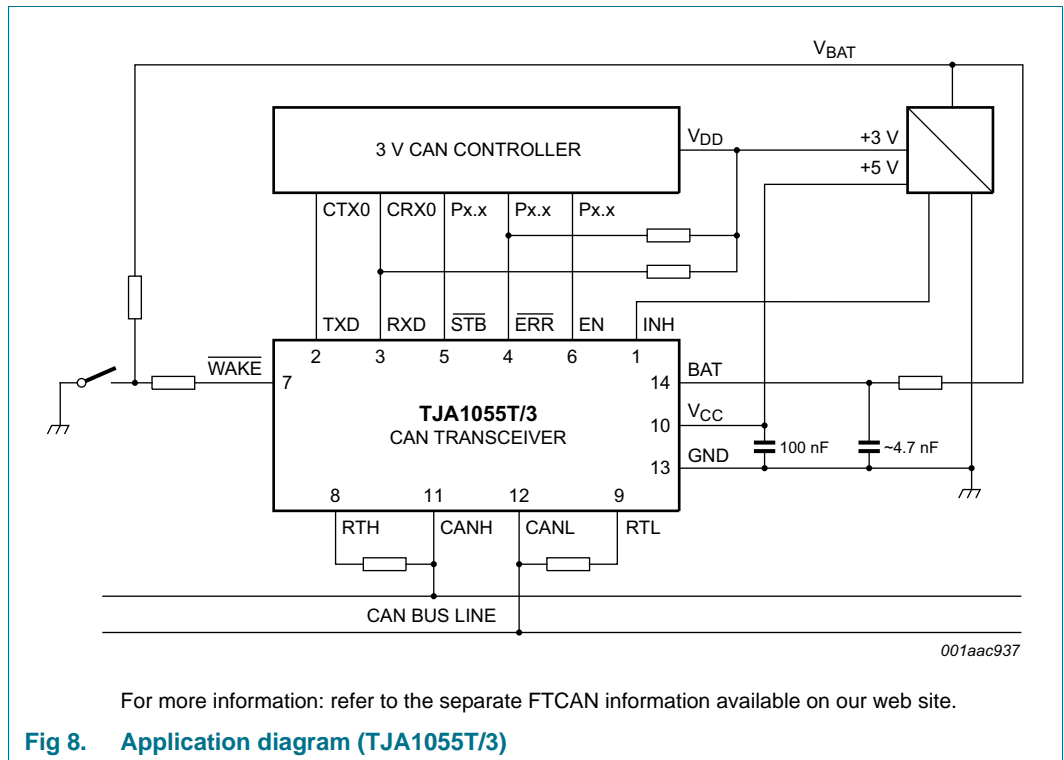 VBAT
3 V CAN CONTROLLER
VDD
+3 V
+5 V
CTX0 CRX0 Px.x Px.x Px.x
TXD RXD STB ERR EN INH
2 3 5 4 6 1
WAKE
7
14 BAT
TJA1055T/3
CAN TRANSCEIVER
10 VCC
100 nF
~4.7 nF
13 GND
8 11 12 9
RTH CANH CANL RTL
CAN BUS LINE
001aac937
For more information: refer to the separate FTCAN information available on our web site.
Fig 8. Application diagram (TJA1055T/3)